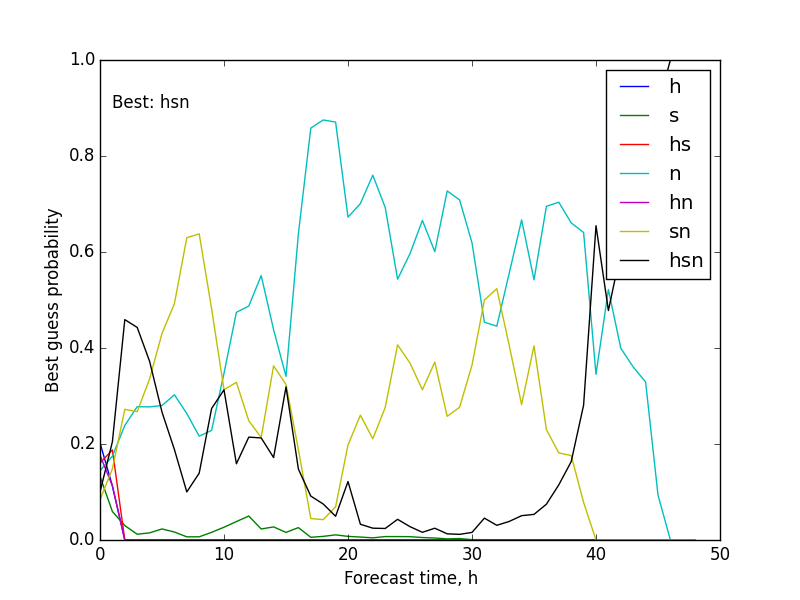 Best: hsn
h
s
hs
n
hn
sn
hsn
1.0
0.8
0.6
0.4
0.2
0.0
0
10
20
30
40
50
Best guess probability
Forecast time, h